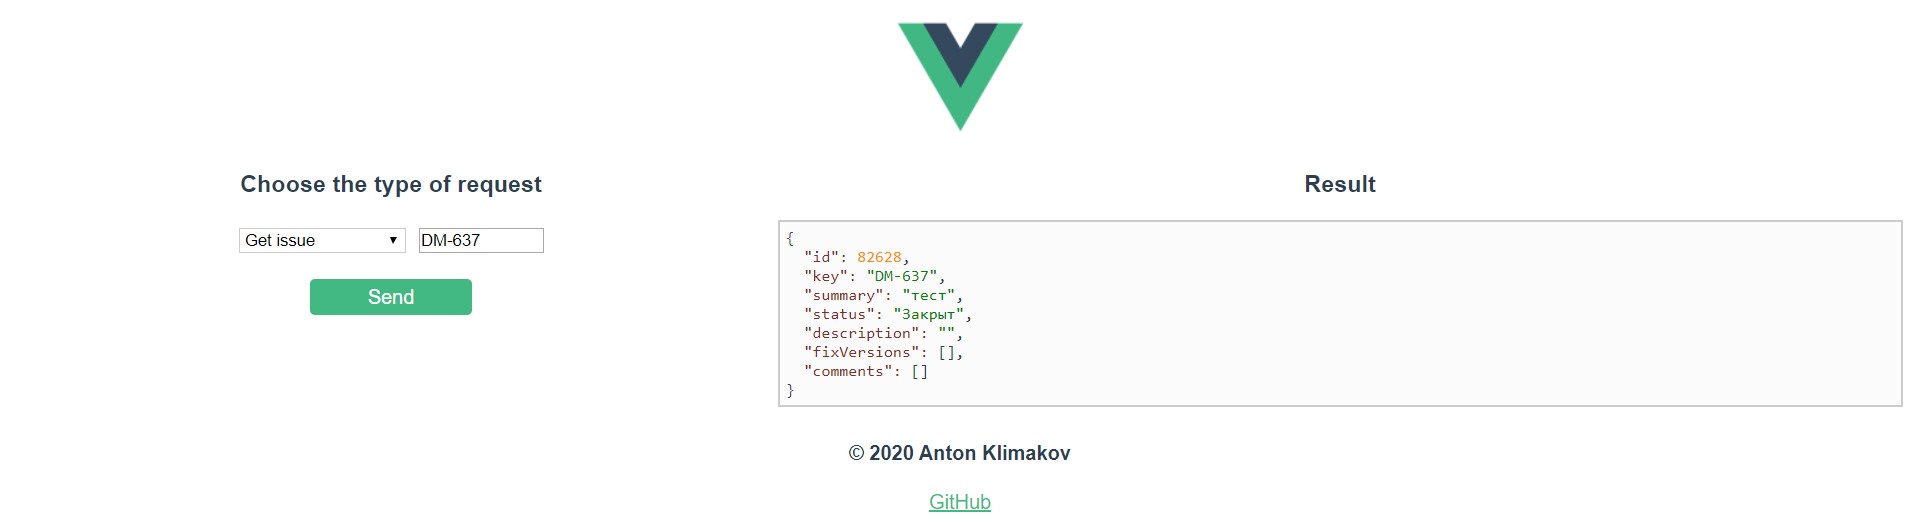 Choose the type of request
Get issue
DM-637
Send
Result
{
  "id": 82628,
  "key": "DM-637",
  "summary": "тест",
  "status": "Закрыт",
  "description": "",
  "fixVersions": [],
  "comments": []
}
© 2020 Anton Klimakov
GitHub